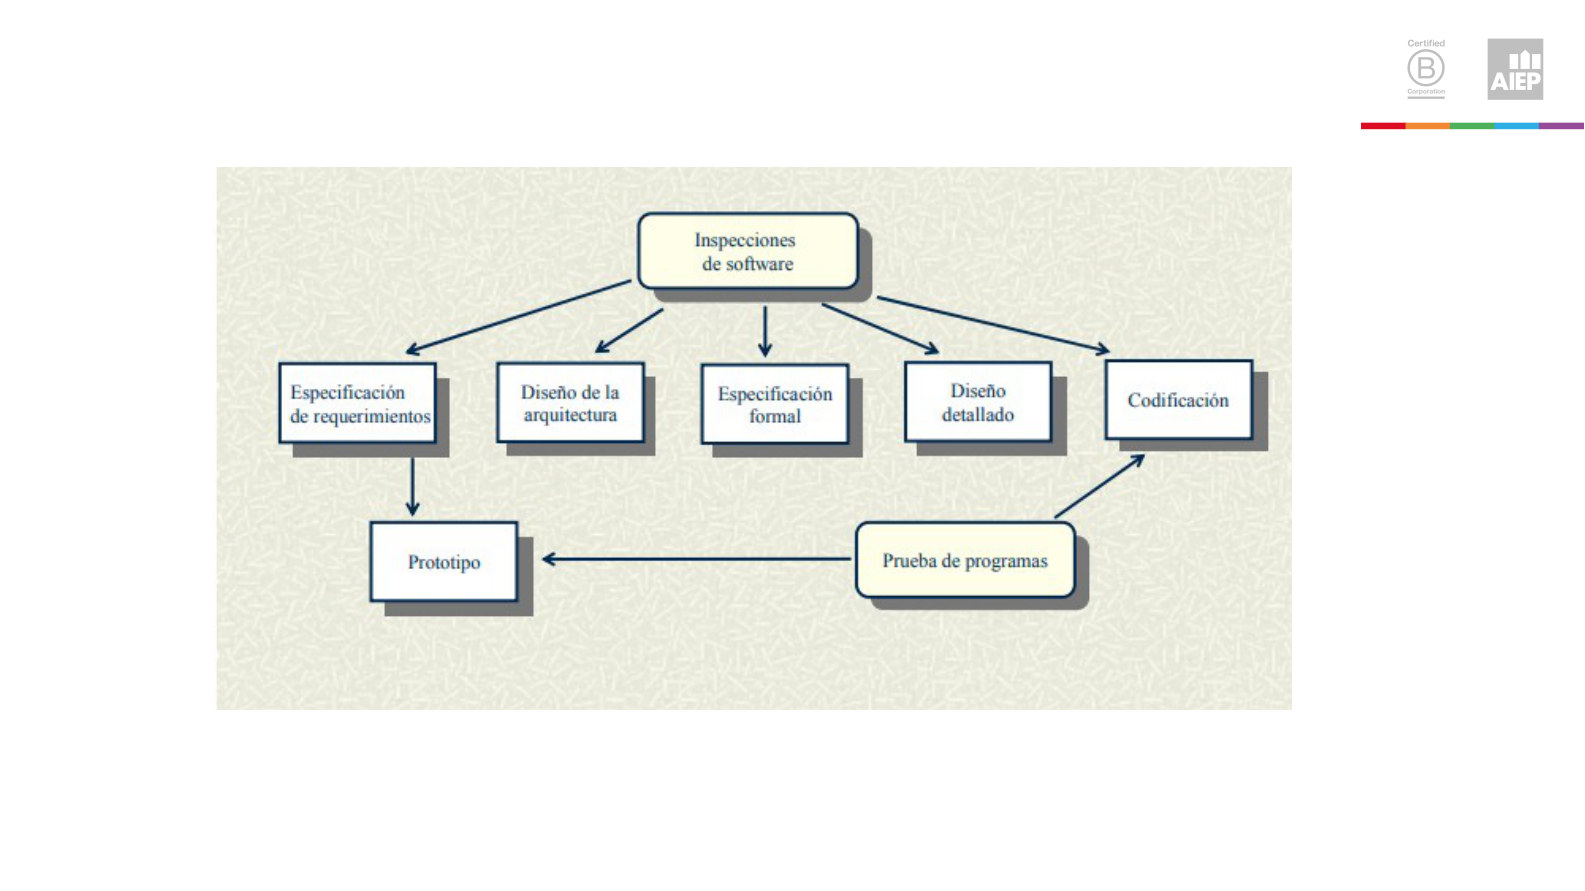 Certified
B
Corporation
AIEP
Inspecciones
de software
Especificación
de requerimientos
Diseño de la
arquitectura
Especificación
formal
Diseño
detallado
Codificación
Prototipo
Prueba de programas